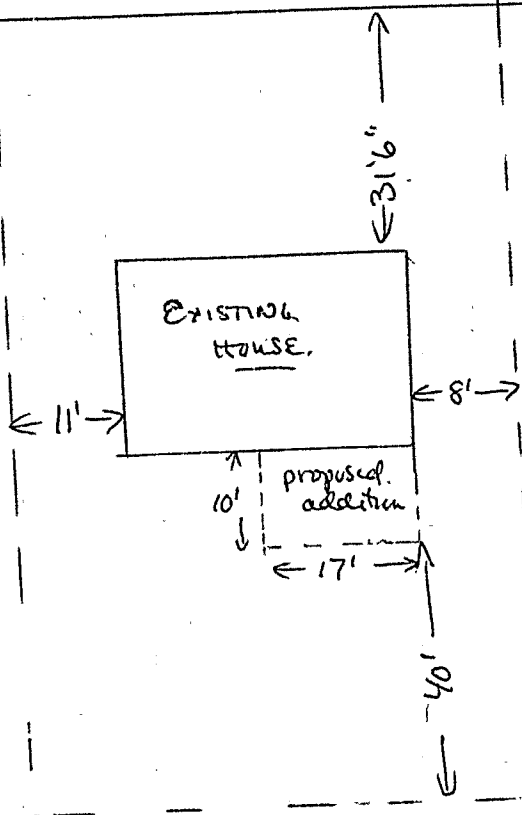 31'6"
EXISTING
HOUSE.
11'
8'
10'
proposed.
addition
17'
40'